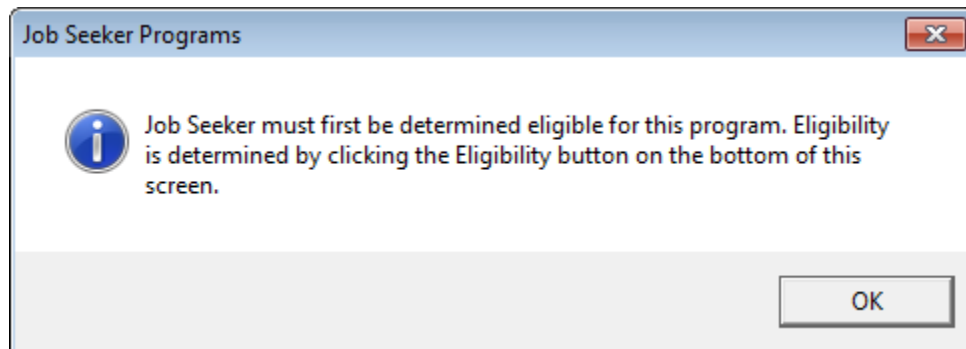 Job Seeker Programs
Job Seeker must first be determined eligible for this program. Eligibility
is determined by clicking the Eligibility button on the bottom of this
screen.
OK